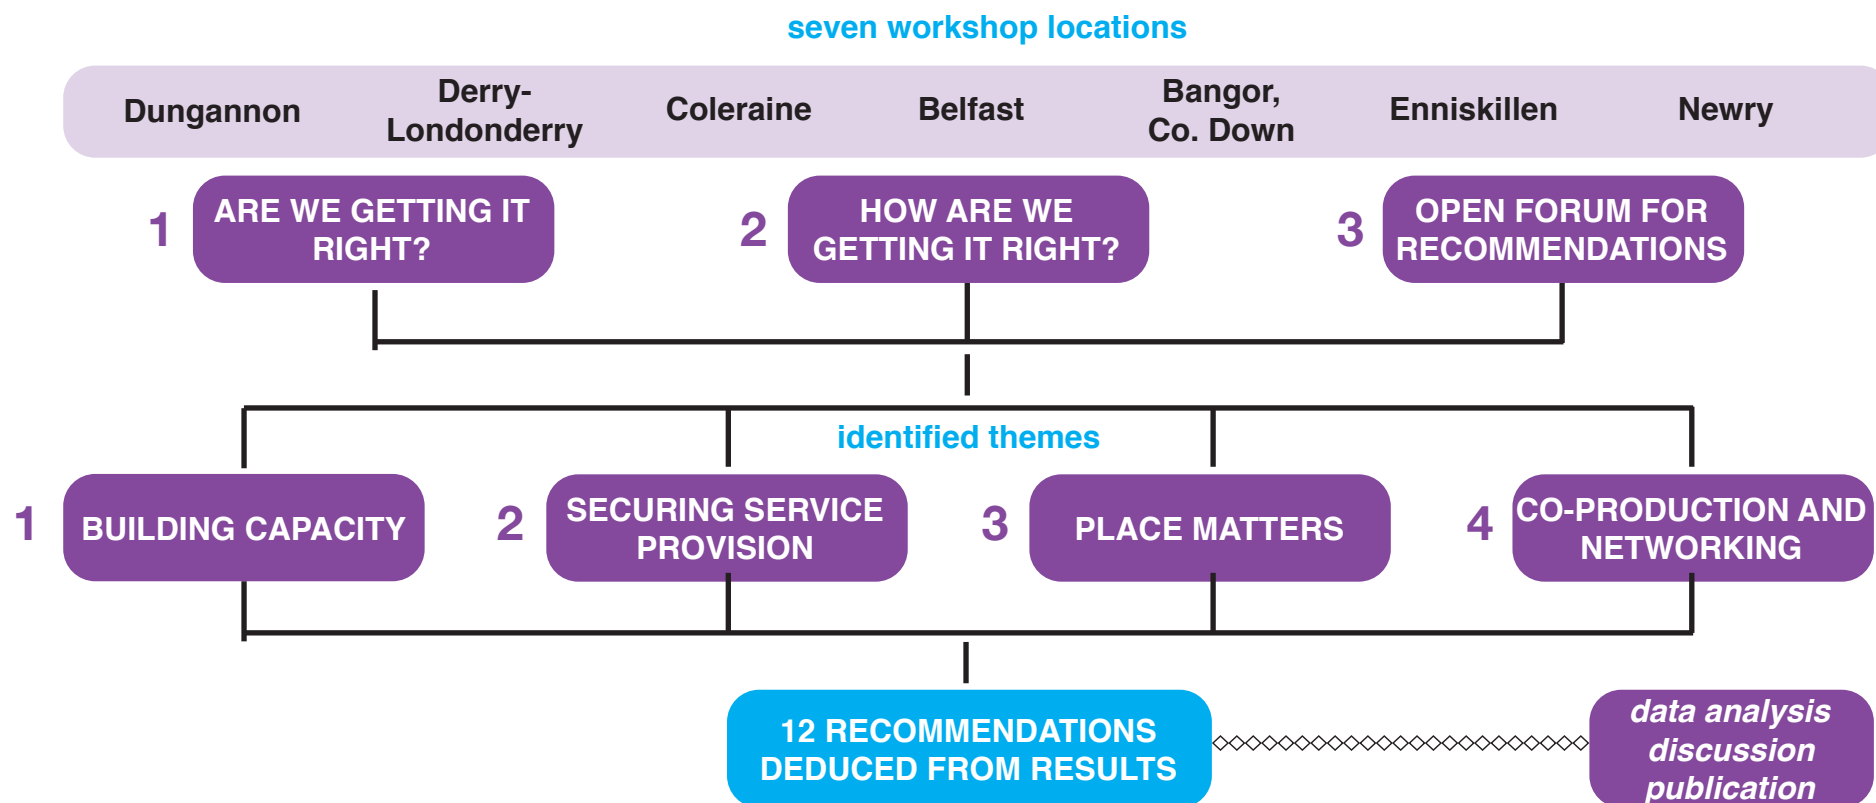 seven workshop locations
Dungannon
Derry-
Londonderry
Coleraine
Belfast
Bangor,
Co. Down
Enniskillen
Newry
1
ARE WE GETTING IT
RIGHT?
2
HOW ARE WE
GETTING IT RIGHT?
3
OPEN FORUM FOR
RECOMMENDATIONS
identified themes
1
BUILDING CAPACITY
2
SECURING SERVICE
PROVISION
3
PLACE MATTERS
4
CO-PRODUCTION AND
NETWORKING
12 RECOMMENDATIONS
DEDUCED FROM RESULTS
data analysis
discussion
publication